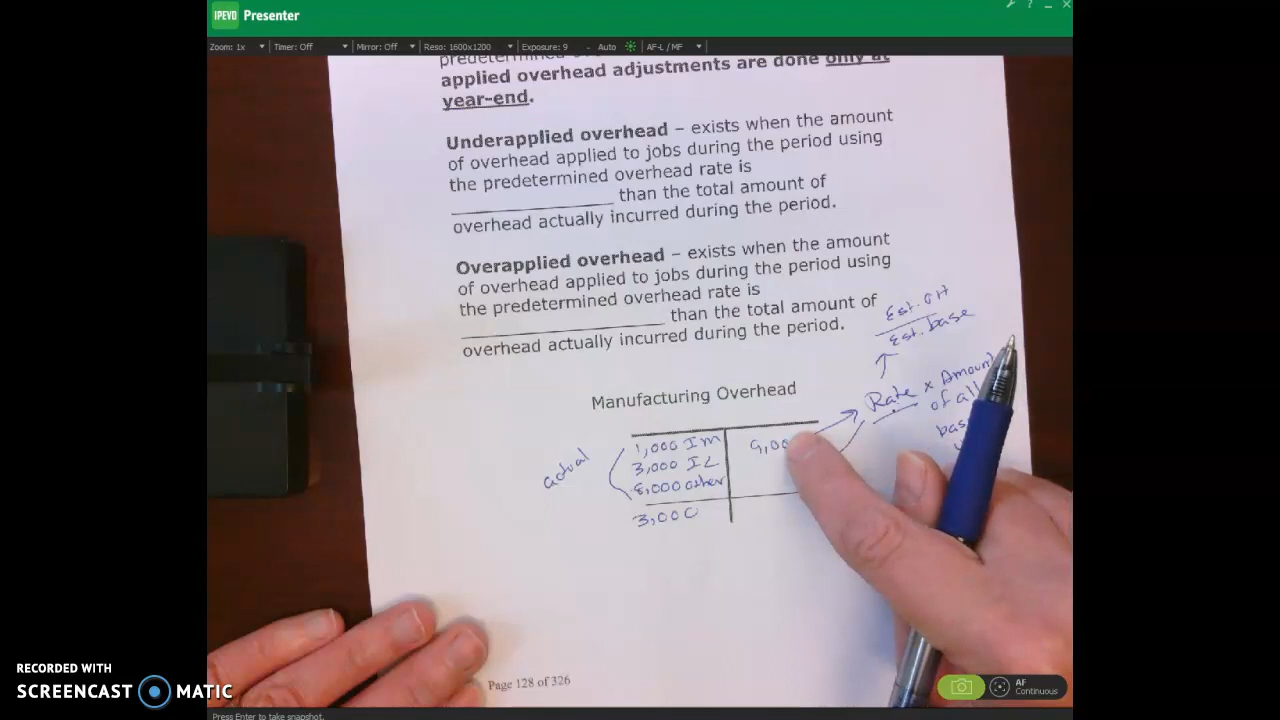 IPEVO Presenter
Zoom: 1x Timer: Off Mirror: Off Reso: 1600x1200 Exposure: 9 - Auto AF-L / MF
applied overhead adjustments are done only at
year-end.
Underapplied overhead – exists when the amount
of overhead applied to jobs during the period using
the predetermined overhead rate is
than the total amount of
overhead actually incurred during the period.
Overapplied overhead – exists when the amount
of overhead applied to jobs during the period using
the predetermined overhead rate is
than the total amount of
overhead actually incurred during the period.
Est. OH
Est. base
Manufacturing Overhead
Rate x Amount
of all
bas
actual
1,000 IM
9,00
3,000 IL
8,000 other
3,000
Page 128 of 326
RECORDED WITH
SCREENCAST MATIC
AF
Continuous
Press Enter to take snapshot.